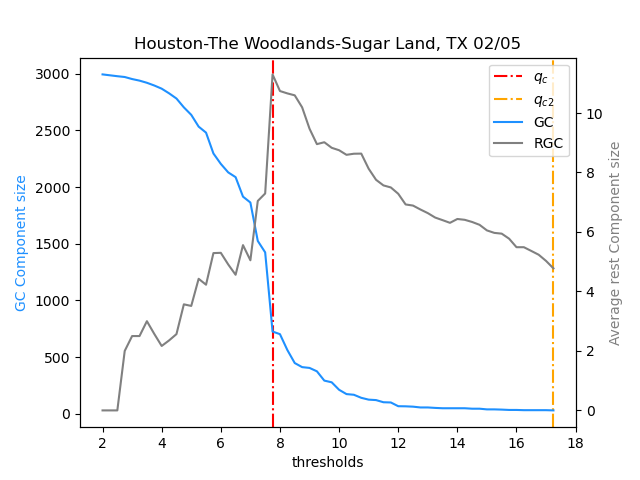 Houston-The Woodlands-Sugar Land, TX 02/05
3000
2500
2000
1500
1000
500
0
GC Component size
10
8
6
4
2
0
Average rest Component size
q_c
q_c2
GC
RGC
2 4 6 8 10 12 14 16 18
thresholds